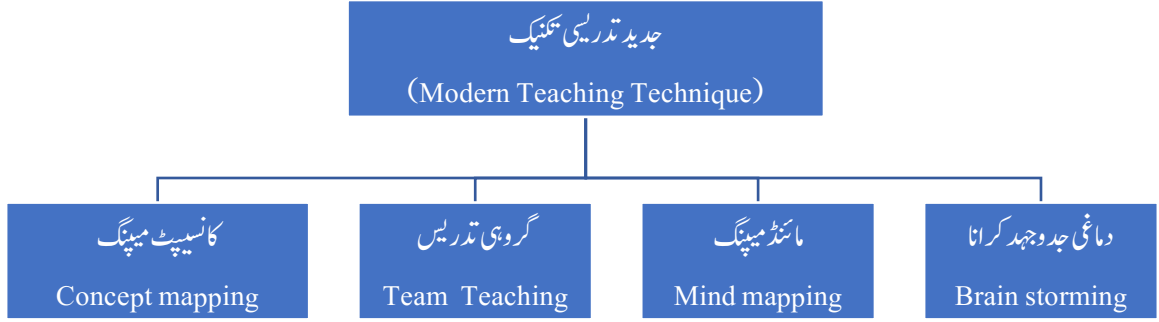 جدید تدریسی تکنیک
(Modern Teaching Technique)
دماغی جدوجہد کرانا
Brain storming
مائنڈ میپنگ
Mind mapping
گروہی تدریس
Team Teaching
کانسیپٹ میپنگ
Concept mapping